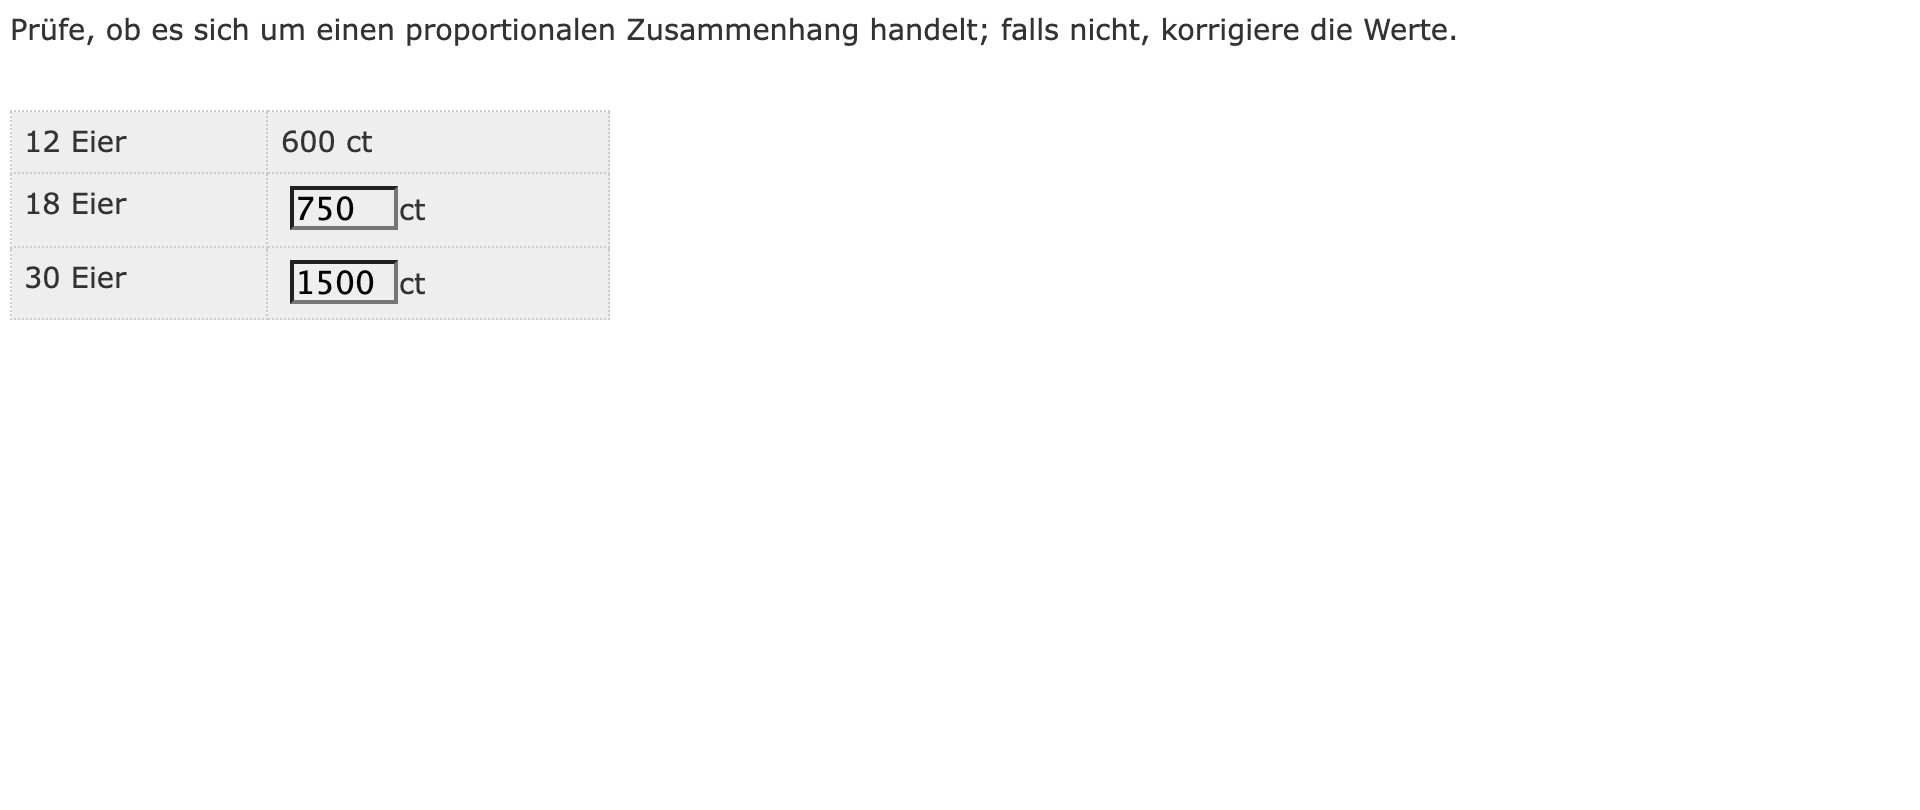 Prüfe, ob es sich um einen proportionalen Zusammenhang handelt; falls nicht, korrigiere die Werte.
12 Eier 600 ct
18 Eier 750 ct
30 Eier 1500 ct